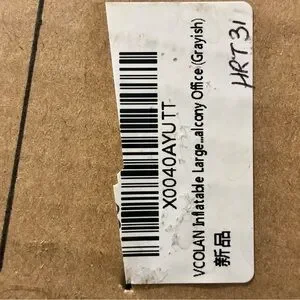 X0040AYUTT
VCOLAN Inflatable Large...alcony Office (Grayish)
新品
HRT31